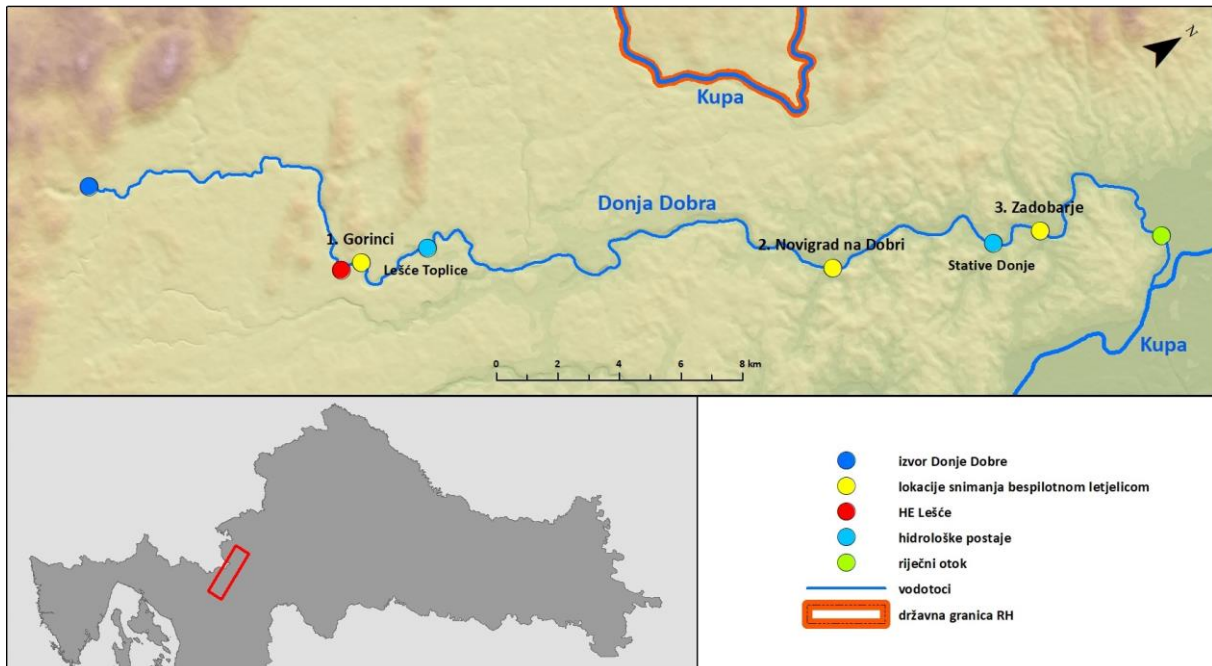 N
Kupa
Donja Dobra
3. Zadobarje
1. Gorinci
2. Novigrad na Dobri
Lešće Toplice
Stative Donje
Kupa
0 2 4 6 8 km
izvor Donje Dobre
lokacije snimanja bespilotnom letjelicom
HE Lešće
hidrološke postaje
riječni otok
vodotoci
državna granica RH